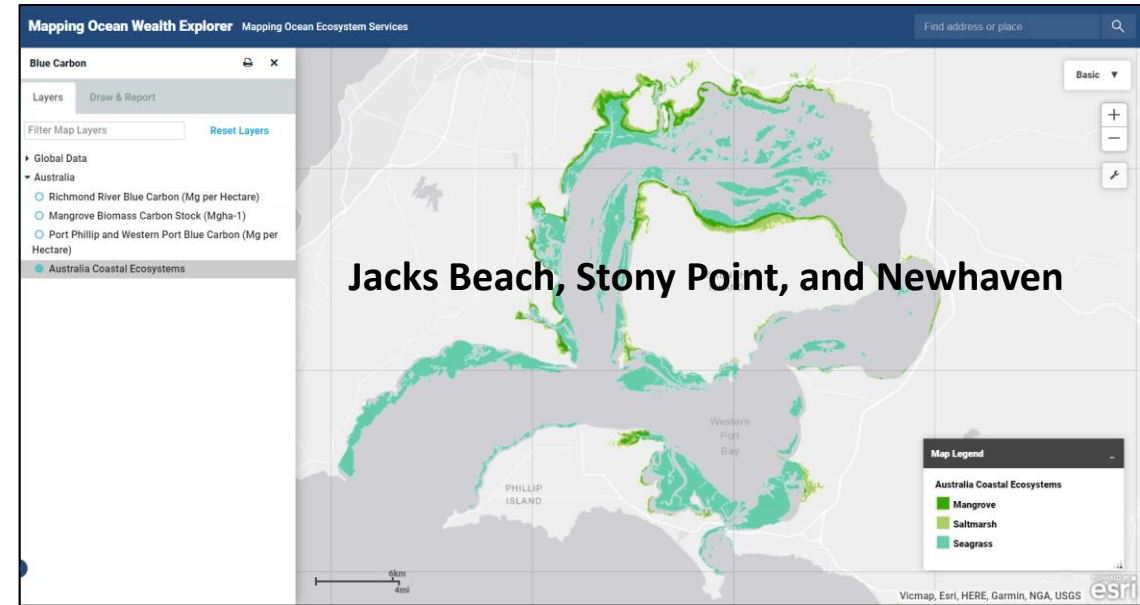 Mapping Ocean Wealth Explorer Mapping Ocean Ecosystem Services
Find address or place
Blue Carbon
Layers Draw & Report
Filter Map Layers Reset Layers
Global Data
Australia
Richmond River Blue Carbon (Mg per Hectare)
Mangrove Biomass Carbon Stock (Mgha-1)
Port Phillip and Western Port Blue Carbon (Mg per
Hectare)
Australia Coastal Ecosystems
Basic
Jacks Beach, Stony Point, and Newhaven
Western
Port
Bay
PHILLIP
ISLAND
Map Legend
Australia Coastal Ecosystems
Mangrove
Saltmarsh
Seagrass
6km
4mi
Vicmap, Esri, HERE, Garmin, NGA, USGS
esri